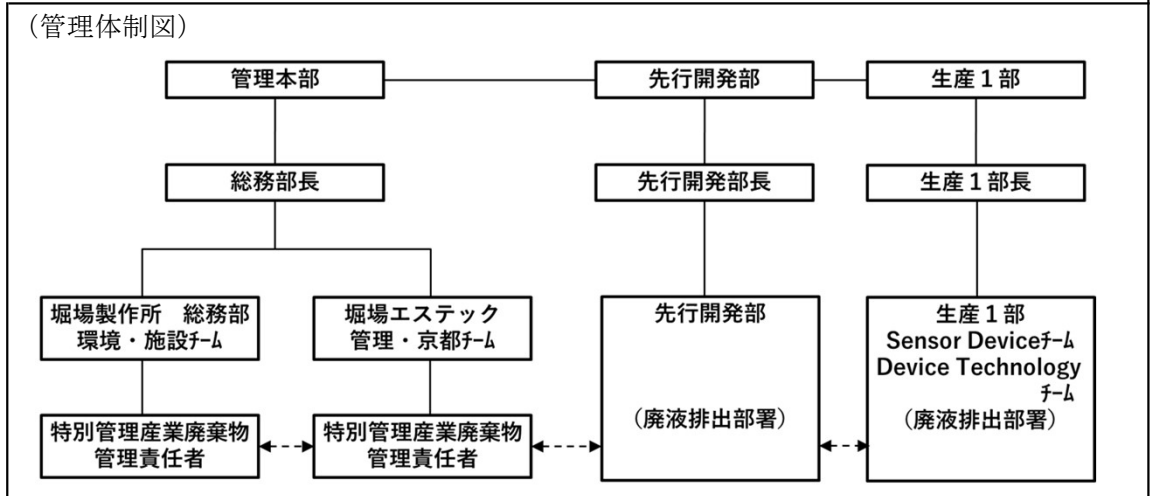 （管理体制図）
管理本部
先行開発部
生産１部
総務部長
先行開発部長
生産１部長
堀場製作所　総務部
環境・施設ﾁｰﾑ
堀場エステック
管理・京都ﾁｰﾑ
先行開発部
（廃液排出部署）
生産１部
Sensor Deviceﾁｰﾑ
Device Technology
ﾁｰﾑ
（廃液排出部署）
特別管理産業廃棄物
管理責任者
特別管理産業廃棄物
管理責任者